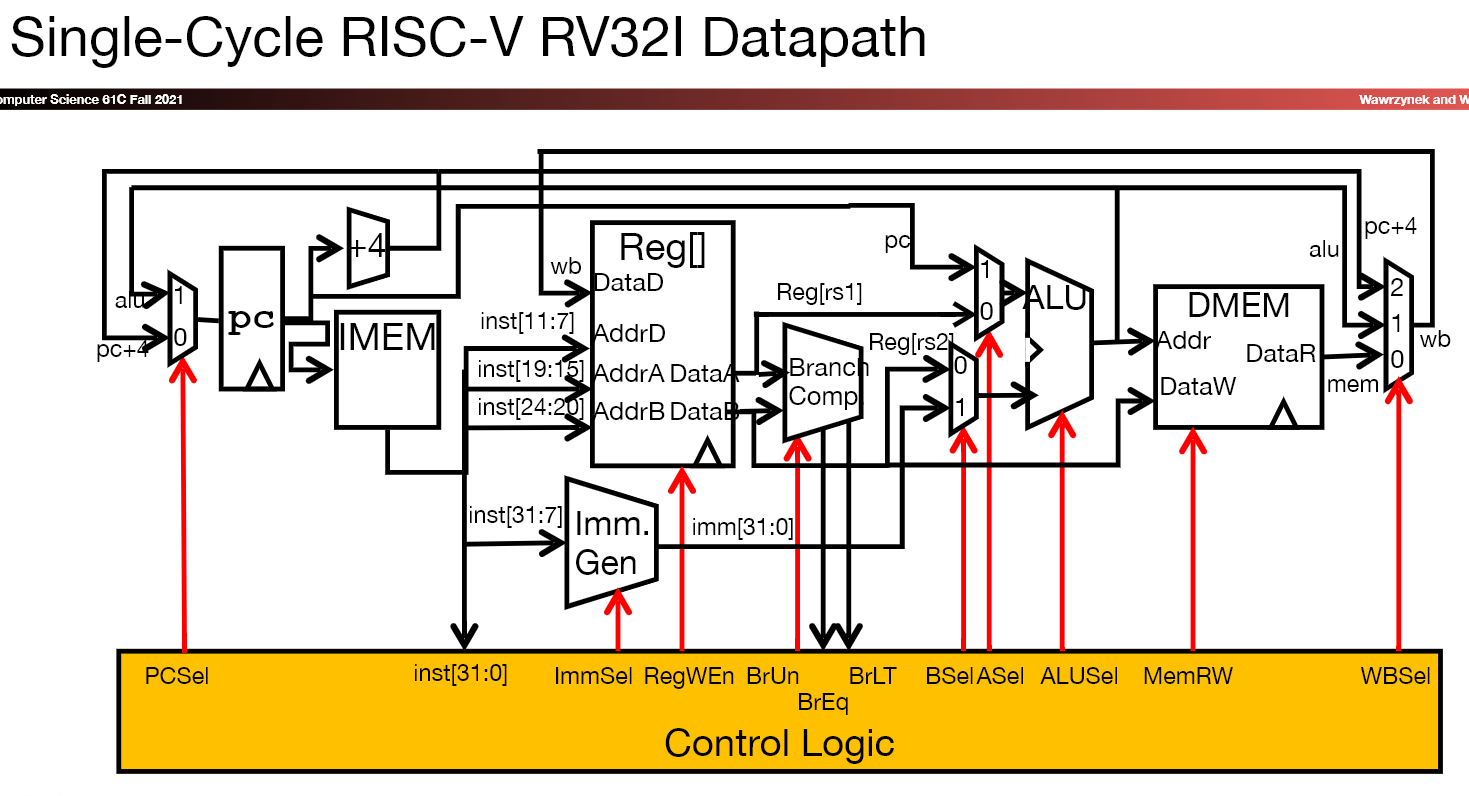 Single-Cycle RISC-V RV32I Datapath
omputer Science 61C Fall 2021
Wawrzynek and W
+4
pc
alu
1
0
pc+4
IMEM
wb
Reg[]
DataD
inst[11:7]
AddrD
inst[19:15]
AddrA DataA
inst[24:20]
AddrB DataB
inst[31:7]
Imm.
Gen
imm[31:0]
Reg[rs1]
Reg[rs2]
Branch
Comp
pc
1
0
0
1
ALU
DMEM
Addr
DataR
DataW
mem
alu
pc+4
2
1
0
wb
PCSel
inst[31:0]
ImmSel
RegWEn
BrUn
BrEq
BrLT
BSel
ASel
ALUSel
MemRW
WBSel
Control Logic